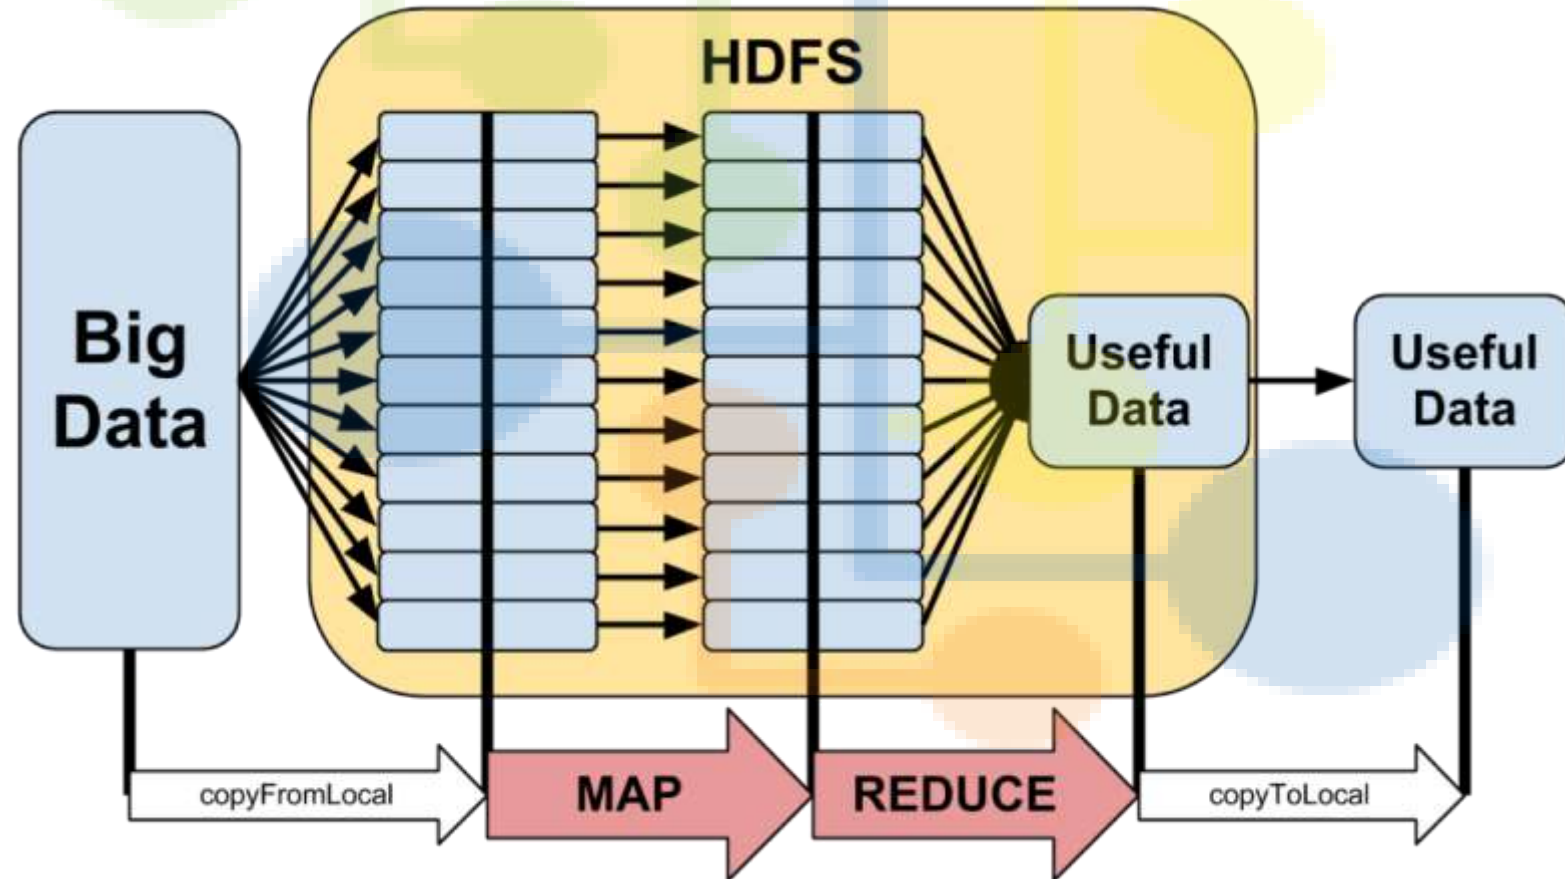 HDFS
Big
Data
Useful
Data
Useful
Data
copyFromLocal
MAP
REDUCE
copyToLocal